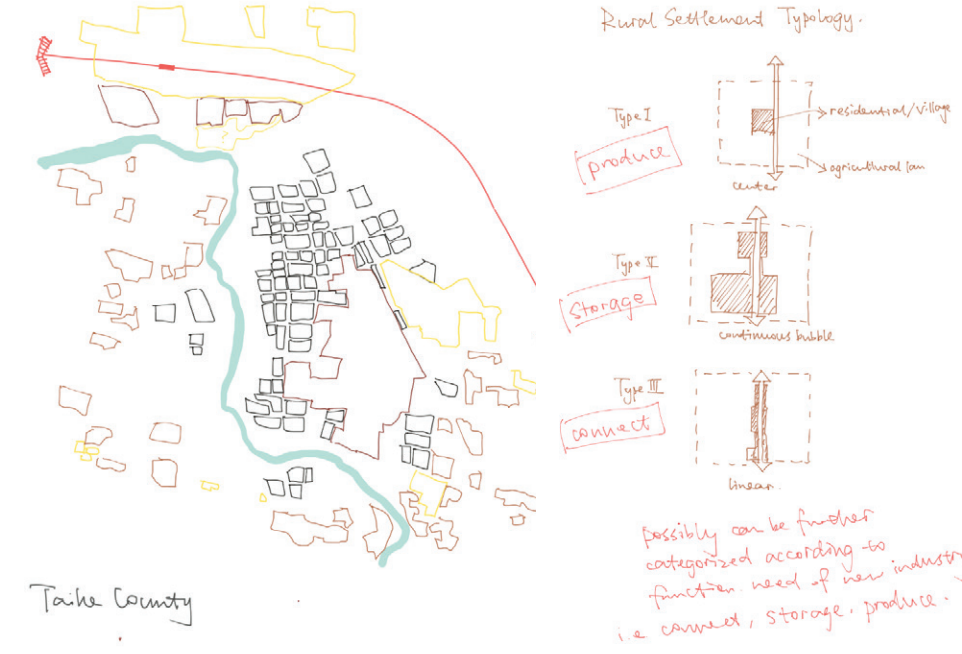 Rural Settlement Typology.
Type I
produce
residential/village
agricultural lan
center
Type II
storage
continuous bubble
Type III
connect
linear.
possibly can be further
categorized according to
function need of new industr
i.e connect, storage, produce.
Taihe County